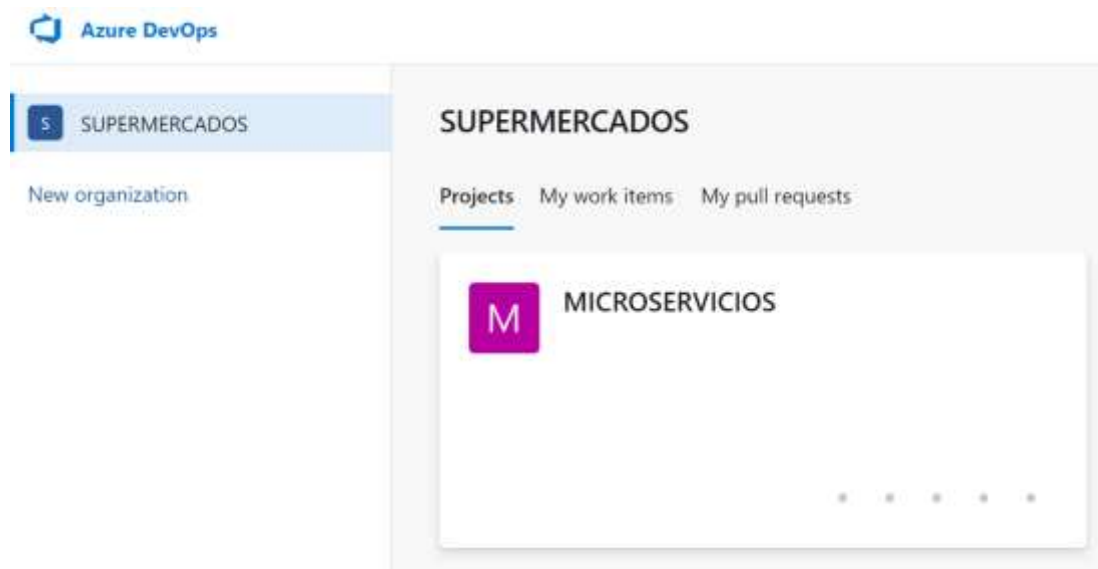 Azure DevOps
S SUPERMERCADOS
New organization
SUPERMERCADOS
Projects My work items My pull requests
M MICROSERVICIOS